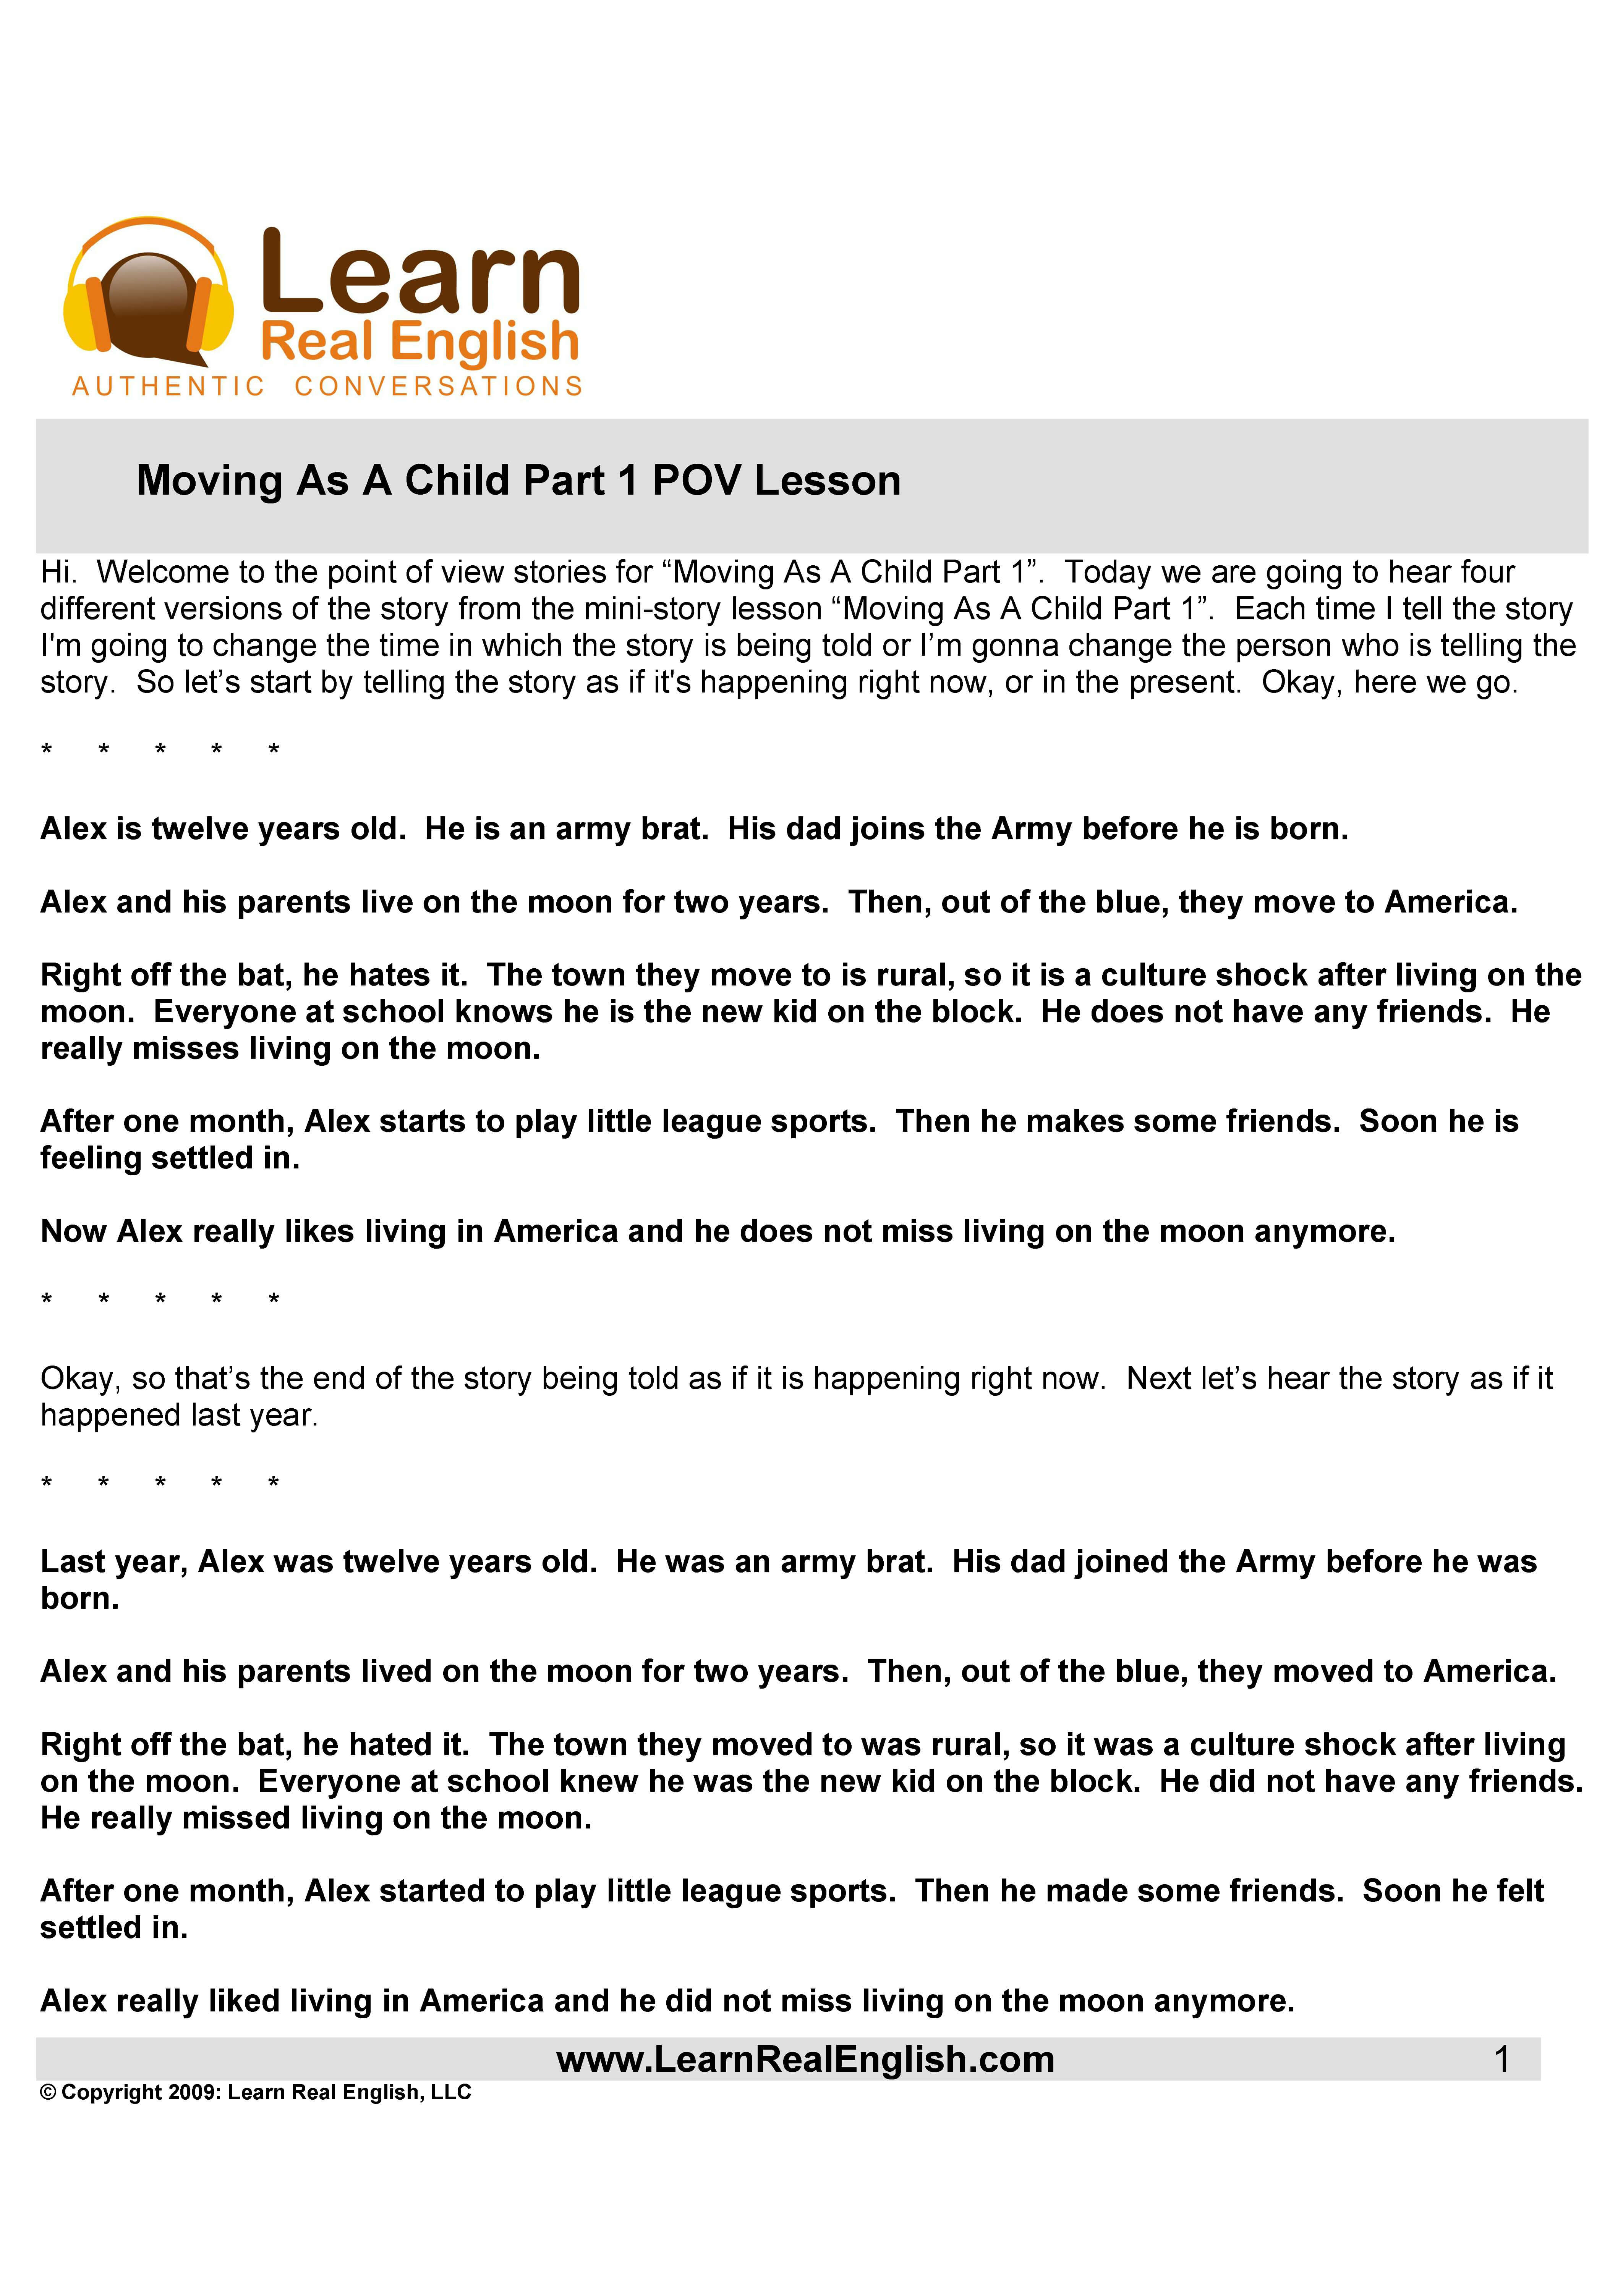 Learn
Real English
AUTHENTIC CONVERSATIONS
Moving As A Child Part 1 POV Lesson
Hi.  Welcome to the point of view stories for “Moving As A Child Part 1”.  Today we are going to hear four
different versions of the story from the mini-story lesson “Moving As A Child Part 1”.  Each time I tell the story
I'm going to change the time in which the story is being told or I’m gonna change the person who is telling the
story.  So let’s start by telling the story as if it's happening right now, or in the present.  Okay, here we go.
* * * * *
Alex is twelve years old.  He is an army brat.  His dad joins the Army before he is born.
Alex and his parents live on the moon for two years.  Then, out of the blue, they move to America.
Right off the bat, he hates it.  The town they move to is rural, so it is a culture shock after living on the
moon.  Everyone at school knows he is the new kid on the block.  He does not have any friends.  He
really misses living on the moon.
After one month, Alex starts to play little league sports.  Then he makes some friends.  Soon he is
feeling settled in.
Now Alex really likes living in America and he does not miss living on the moon anymore.
* * * * *
Okay, so that’s the end of the story being told as if it is happening right now.  Next let’s hear the story as if it
happened last year.
* * * * *
Last year, Alex was twelve years old.  He was an army brat.  His dad joined the Army before he was
born.
Alex and his parents lived on the moon for two years.  Then, out of the blue, they moved to America.
Right off the bat, he hated it.  The town they moved to was rural, so it was a culture shock after living
on the moon.  Everyone at school knew he was the new kid on the block.  He did not have any friends.
He really missed living on the moon.
After one month, Alex started to play little league sports.  Then he made some friends.  Soon he felt
settled in.
Alex really liked living in America and he did not miss living on the moon anymore.
www.LearnRealEnglish.com 1
© Copyright 2009: Learn Real English, LLC